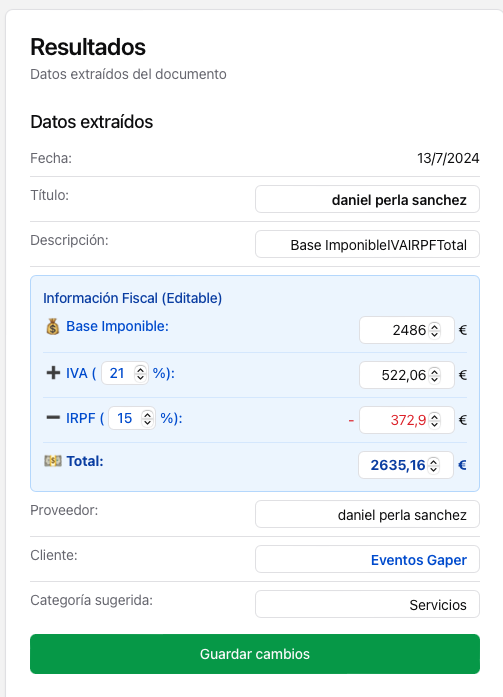 Resultados
Datos extraídos del documento
Datos extraídos
Fecha: 13/7/2024
Título: daniel perla sanchez
Descripción: Base ImponibleIVAIRPFTotal
Información Fiscal (Editable)
💰 Base Imponible: 2486 €
➕ IVA ( 21 %): 522,06 €
➖ IRPF ( 15 %): - 372,9 €
💵 Total: 2635,16 €
Proveedor: daniel perla sanchez
Cliente: Eventos Gaper
Categoría sugerida: Servicios
Guardar cambios